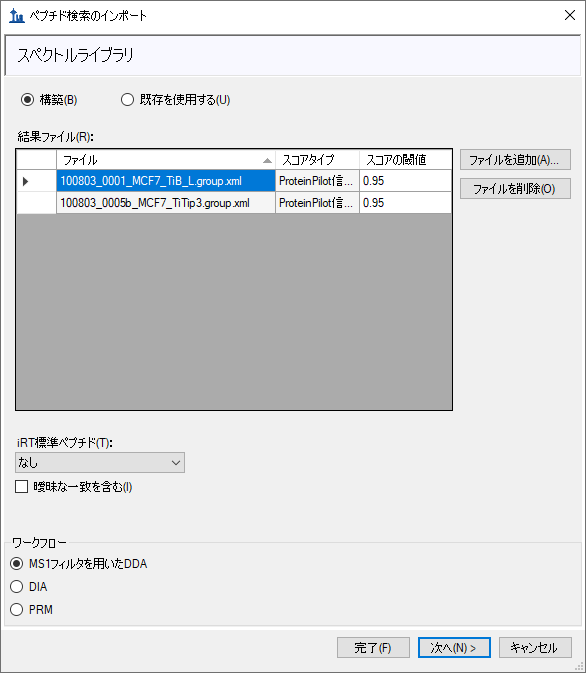 ペプチド検索のインポート
スペクトルライブラリ
構築(B)
既存を使用する(U)
結果ファイル(R):
ファイル スコアタイプ スコアの閾値
100803_0001_MCF7_TiB_L.group.xml ProteinPilot信... 0.95
100803_0005b_MCF7_TiTip3.group.xml ProteinPilot信... 0.95
ファイルを追加(A)...
ファイルを削除(O)
iRT標準ペプチド(T):
なし
曖昧な一致を含む(I)
ワークフロー
MS1フィルタを用いたDDA
DIA
PRM
完了(F)
次へ(N) >
キャンセル